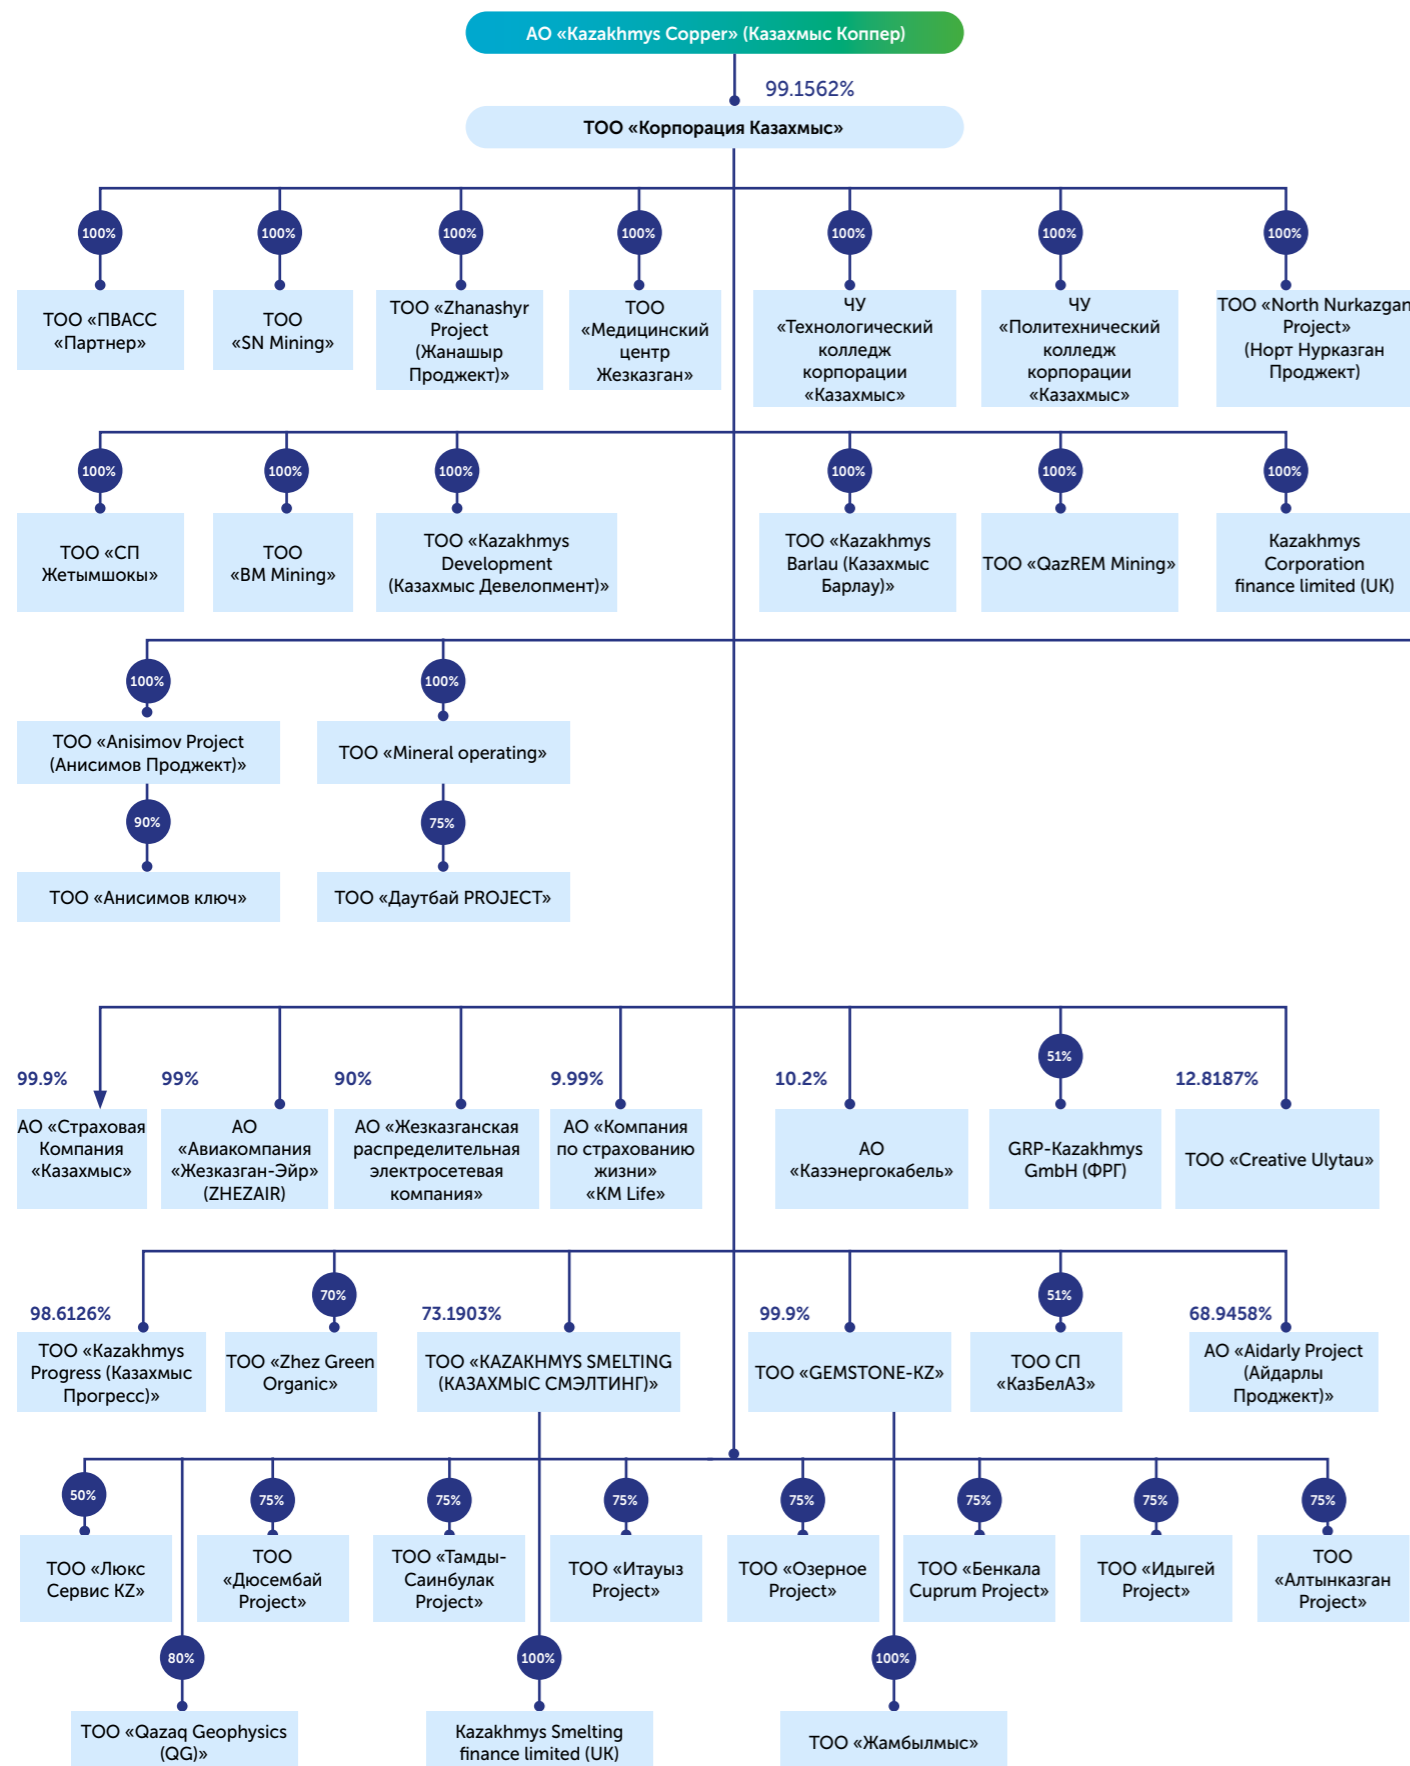 АО «Kazakhmys Copper» (Казахмыс Коппер)
99.1562%
ТОО «Корпорация Казахмыс»
100%
100%
100%
100%
100%
100%
100%
ТОО «ПВАСС
«Партнер»
ТОО
«SN Mining»
ТОО «Zhanashyr
Project
(Жанашыр
Проджект)»
ТОО
«Медицинский
центр
Жезказган»
ЧУ
«Технологический
колледж
корпорации
«Казахмыс»
ЧУ
«Политехнический
колледж
корпорации
«Казахмыс»
ТОО «North Nurkazgan
Project»
(Норт Нурказган
Проджект)
100%
100%
100%
100%
100%
100%
ТОО «СП
Жетымшокы»
ТОО
«BM Mining»
ТОО «Kazakhmys
Development
(Казахмыс Девелопмент)»
ТОО «Kazakhmys
Barlau (Казахмыс
Барлау)»
ТОО «QazREM Mining»
Kazakhmys
Corporation
finance limited (UK)
100%
100%
ТОО «Anisimov Project
(Анисимов Проджект)»
ТОО «Mineral operating»
90%
75%
ТОО «Анисимов ключ»
ТОО «Даутбай PROJECT»
99.9%
99%
90%
9.99%
10.2%
51%
12.8187%
АО «Страховая
Компания
«Казахмыс»
АО
«Авиакомпания
«Жезказган-Эйр»
(ZHEZAIR)
АО «Жезказганская
распределительная
электросетевая
компания»
АО «Компания
по страхованию
жизни»
«KM Life»
АО
«Казэнергокабель»
GRP-Kazakhmys
GmbH (ФРГ)
ТОО «Creative Ulytau»
98.6126%
70%
73.1903%
99.9%
51%
68.9458%
ТОО «Kazakhmys
Progress (Казахмыс
Прогресс)»
ТОО «Zhez Green
Organic»
ТОО «KAZAKHMYS SMELTING
(КАЗАХМЫС СМЭЛТИНГ)»
ТОО «GEMSTONE-KZ»
ТОО СП
«КазБелАЗ»
АО «Aidarly Project
(Айдарлы
Проджект)»
50%
75%
75%
75%
75%
75%
75%
75%
ТОО «Люкс
Сервис KZ»
ТОО
«Дюсембай
Project»
ТОО «Тамды-
Саинбулак
Project»
ТОО «Итауыз
Project»
ТОО «Озерное
Project»
ТОО «Бенкала
Cuprum Project»
ТОО «Идыгей
Project»
ТОО
«Алтынказган
Project»
80%
100%
100%
ТОО «Qazaq Geophysics
(QG)»
Kazakhmys Smelting
finance limited (UK)
ТОО «Жамбылмыс»